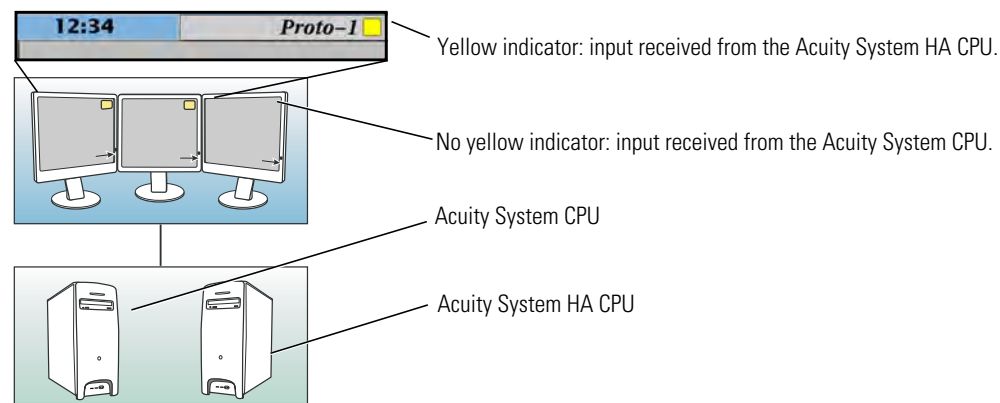 12:34 Proto-1
Yellow indicator: input received from the Acuity System HA CPU.
No yellow indicator: input received from the Acuity System CPU.
Acuity System CPU
Acuity System HA CPU